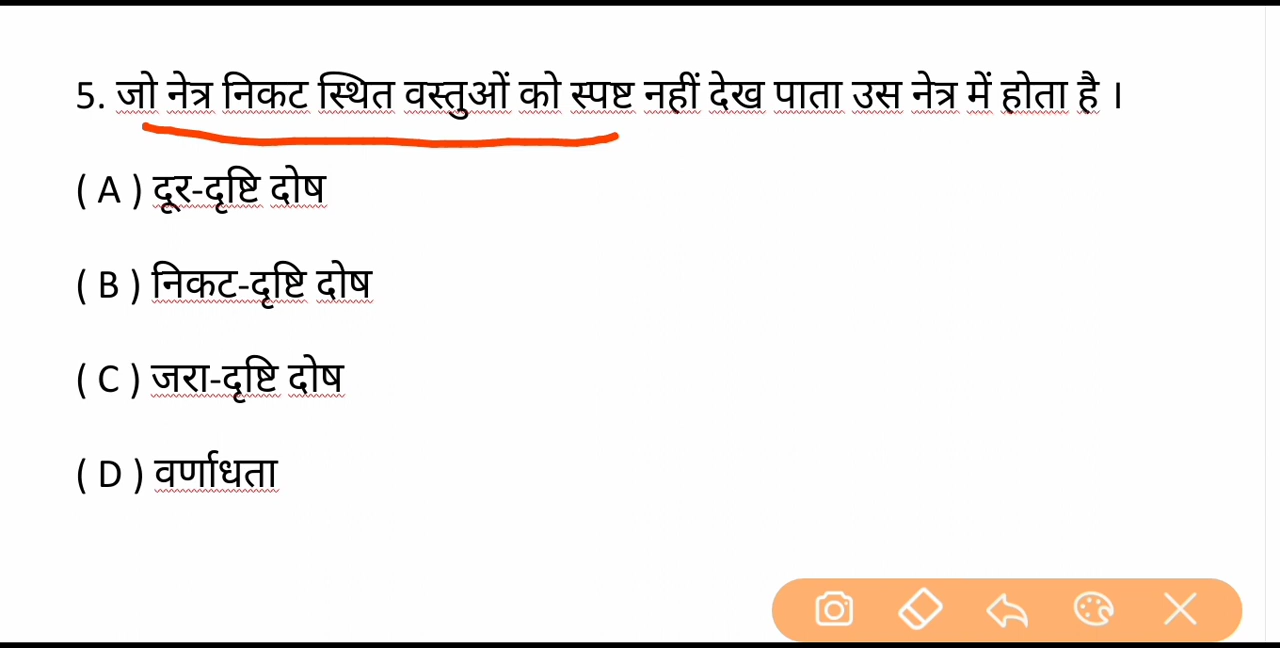 5. जो नेत्र निकट स्थित वस्तुओं को स्पष्ट नहीं देख पाता उस नेत्र में होता है ।
( A ) दूर-दृष्टि दोष
( B ) निकट-दृष्टि दोष
( C ) जरा-दृष्टि दोष
( D ) वर्णाधता